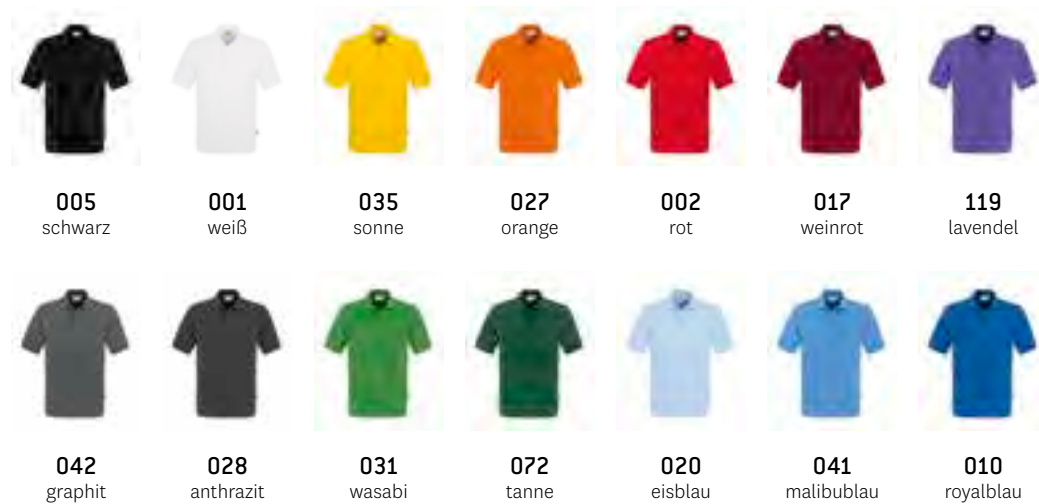 005
schwarz
001
weiß
035
sonne
027
orange
002
rot
017
weinrot
119
lavendel
042
graphit
028
anthrazit
031
wasabi
072
tanne
020
eisblau
041
malibublau
010
royalblau